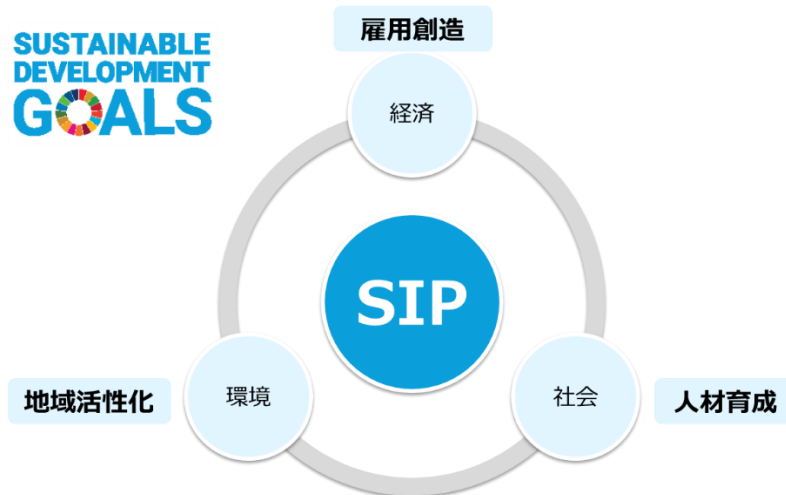 SUSTAINABLE
DEVELOPMENT
GOALS
雇用創造
経済
SIP
地域活性化
環境
社会
人材育成